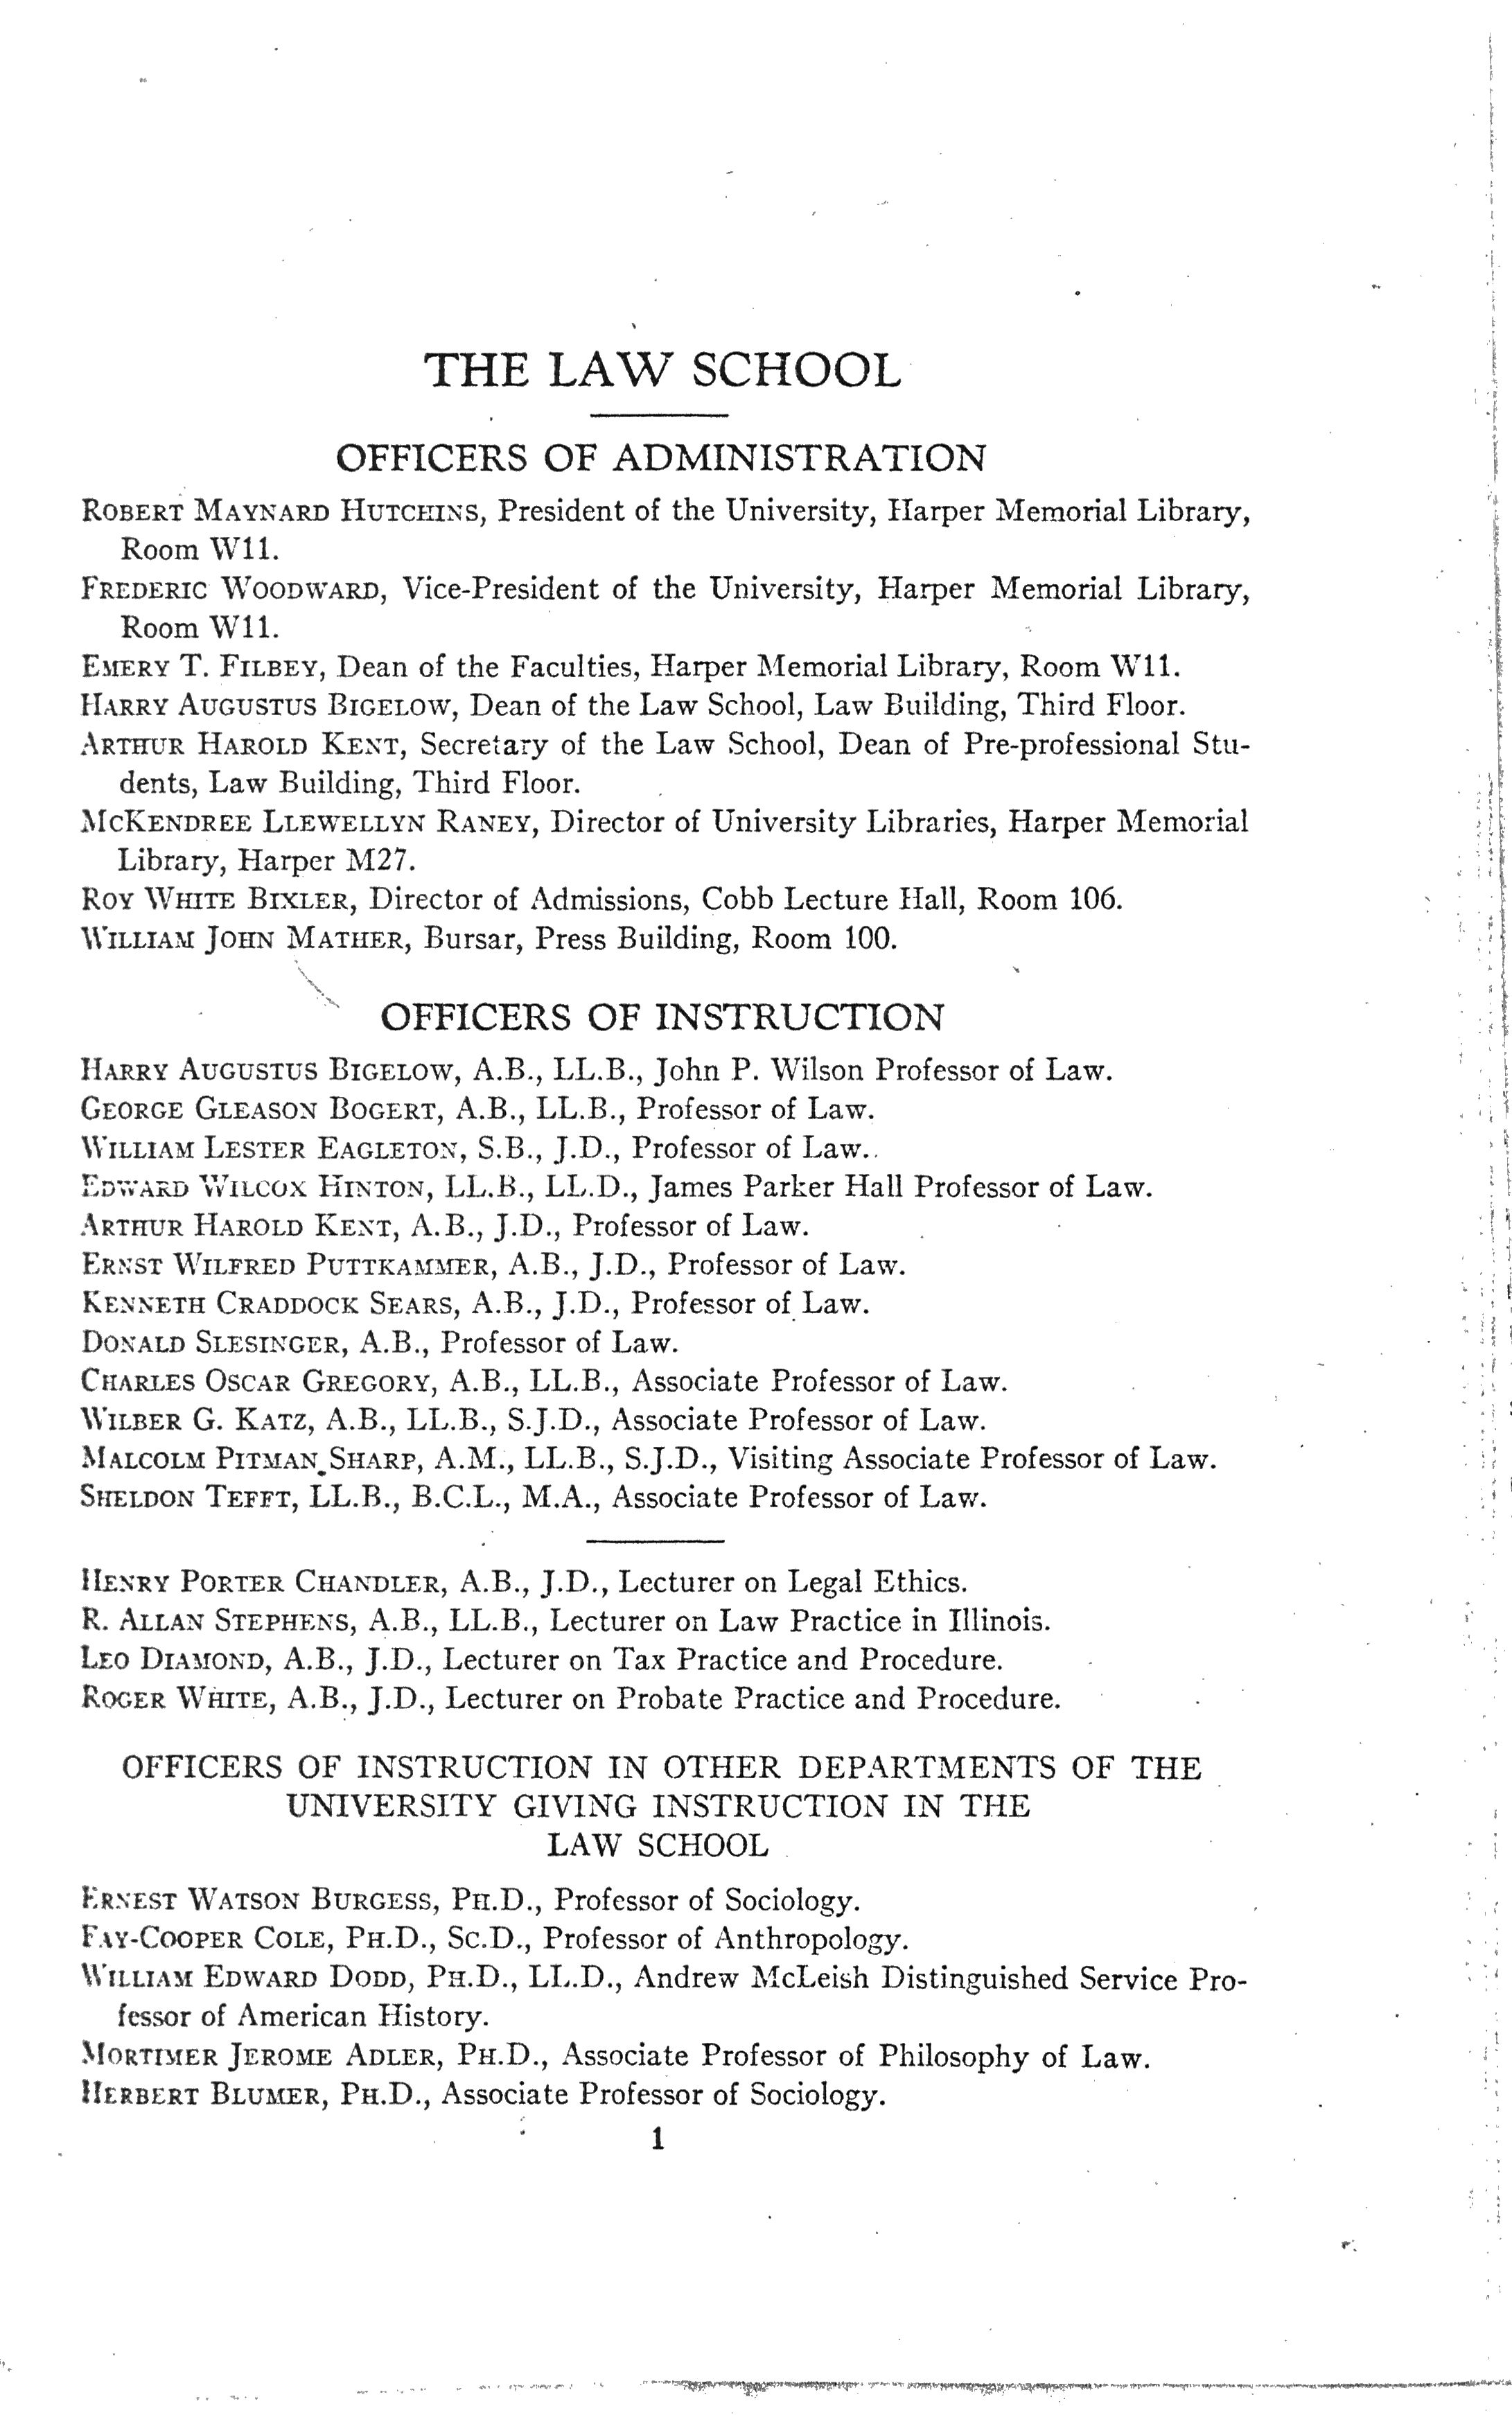 THE LAW SCHOOL
OFFICERS OF ADMINISTRATION
ROBERT MAYNARD HUTCHINS, President of the University, Harper Memorial Library,
Room W11.
FREDERIC WOODWARD, Vice-President of the University, Harper Memorial Library,
Room W11.
EMERY T. FILBEY, Dean of the Faculties, Harper Memorial Library, Room W11.
HARRY AUGUSTUS BIGELOW, Dean of the Law School, Law Building, Third Floor.
ARTHUR HAROLD KENT, Secretary of the Law School, Dean of Pre-professional Stu-
dents, Law Building, Third Floor.
MCKENDREE LLEWELLYN RANEY, Director of University Libraries, Harper Memorial
Library, Harper M27.
ROY WHITE BIXLER, Director of Admissions, Cobb Lecture Hall, Room 106.
WILLIAM JOHN MATHER, Bursar, Press Building, Room 100.
OFFICERS OF INSTRUCTION
HARRY AUGUSTUS BIGELOW, A.B., LL.B., John P. Wilson Professor of Law.
GEORGE GLEASON BOGERT, A.B., LL.B., Professor of Law.
WILLIAM LESTER EAGLETON, S.B., J.D., Professor of Law.
EDWARD WILCOX HINTON, LL.B., LL.D., James Parker Hall Professor of Law.
ARTHUR HAROLD KENT, A.B., J.D., Professor of Law.
ERNST WILFRED PUTTKAMMER, A.B., J.D., Professor of Law.
KENNETH CRADDOCK SEARS, A.B., J.D., Professor of Law.
DONALD SLESINGER, A.B., Professor of Law.
CHARLES OSCAR GREGORY, A.B., LL.B., Associate Professor of Law.
WILBER G. KATZ, A.B., LL.B., S.J.D., Associate Professor of Law.
MALCOLM PITMAN SHARP, A.M., LL.B., S.J.D., Visiting Associate Professor of Law.
SHELDON TEFFT, LL.B., B.C.L., M.A., Associate Professor of Law.
HENRY PORTER CHANDLER, A.B., J.D., Lecturer on Legal Ethics.
R. ALLAN STEPHENS, A.B., LL.B., Lecturer on Law Practice in Illinois.
LEO DIAMOND, A.B., J.D., Lecturer on Tax Practice and Procedure.
ROGER WHITE, A.B., J.D., Lecturer on Probate Practice and Procedure.
OFFICERS OF INSTRUCTION IN OTHER DEPARTMENTS OF THE
UNIVERSITY GIVING INSTRUCTION IN THE
LAW SCHOOL
ERNEST WATSON BURGESS, PH.D., Professor of Sociology.
FAY-COOPER COLE, PH.D., SC.D., Professor of Anthropology.
WILLIAM EDWARD DODD, PH.D., LL.D., Andrew McLeish Distinguished Service Pro-
fessor of American History.
MORTIMER JEROME ADLER, PH.D., Associate Professor of Philosophy of Law.
HERBERT BLUMER, PH.D., Associate Professor of Sociology.
1